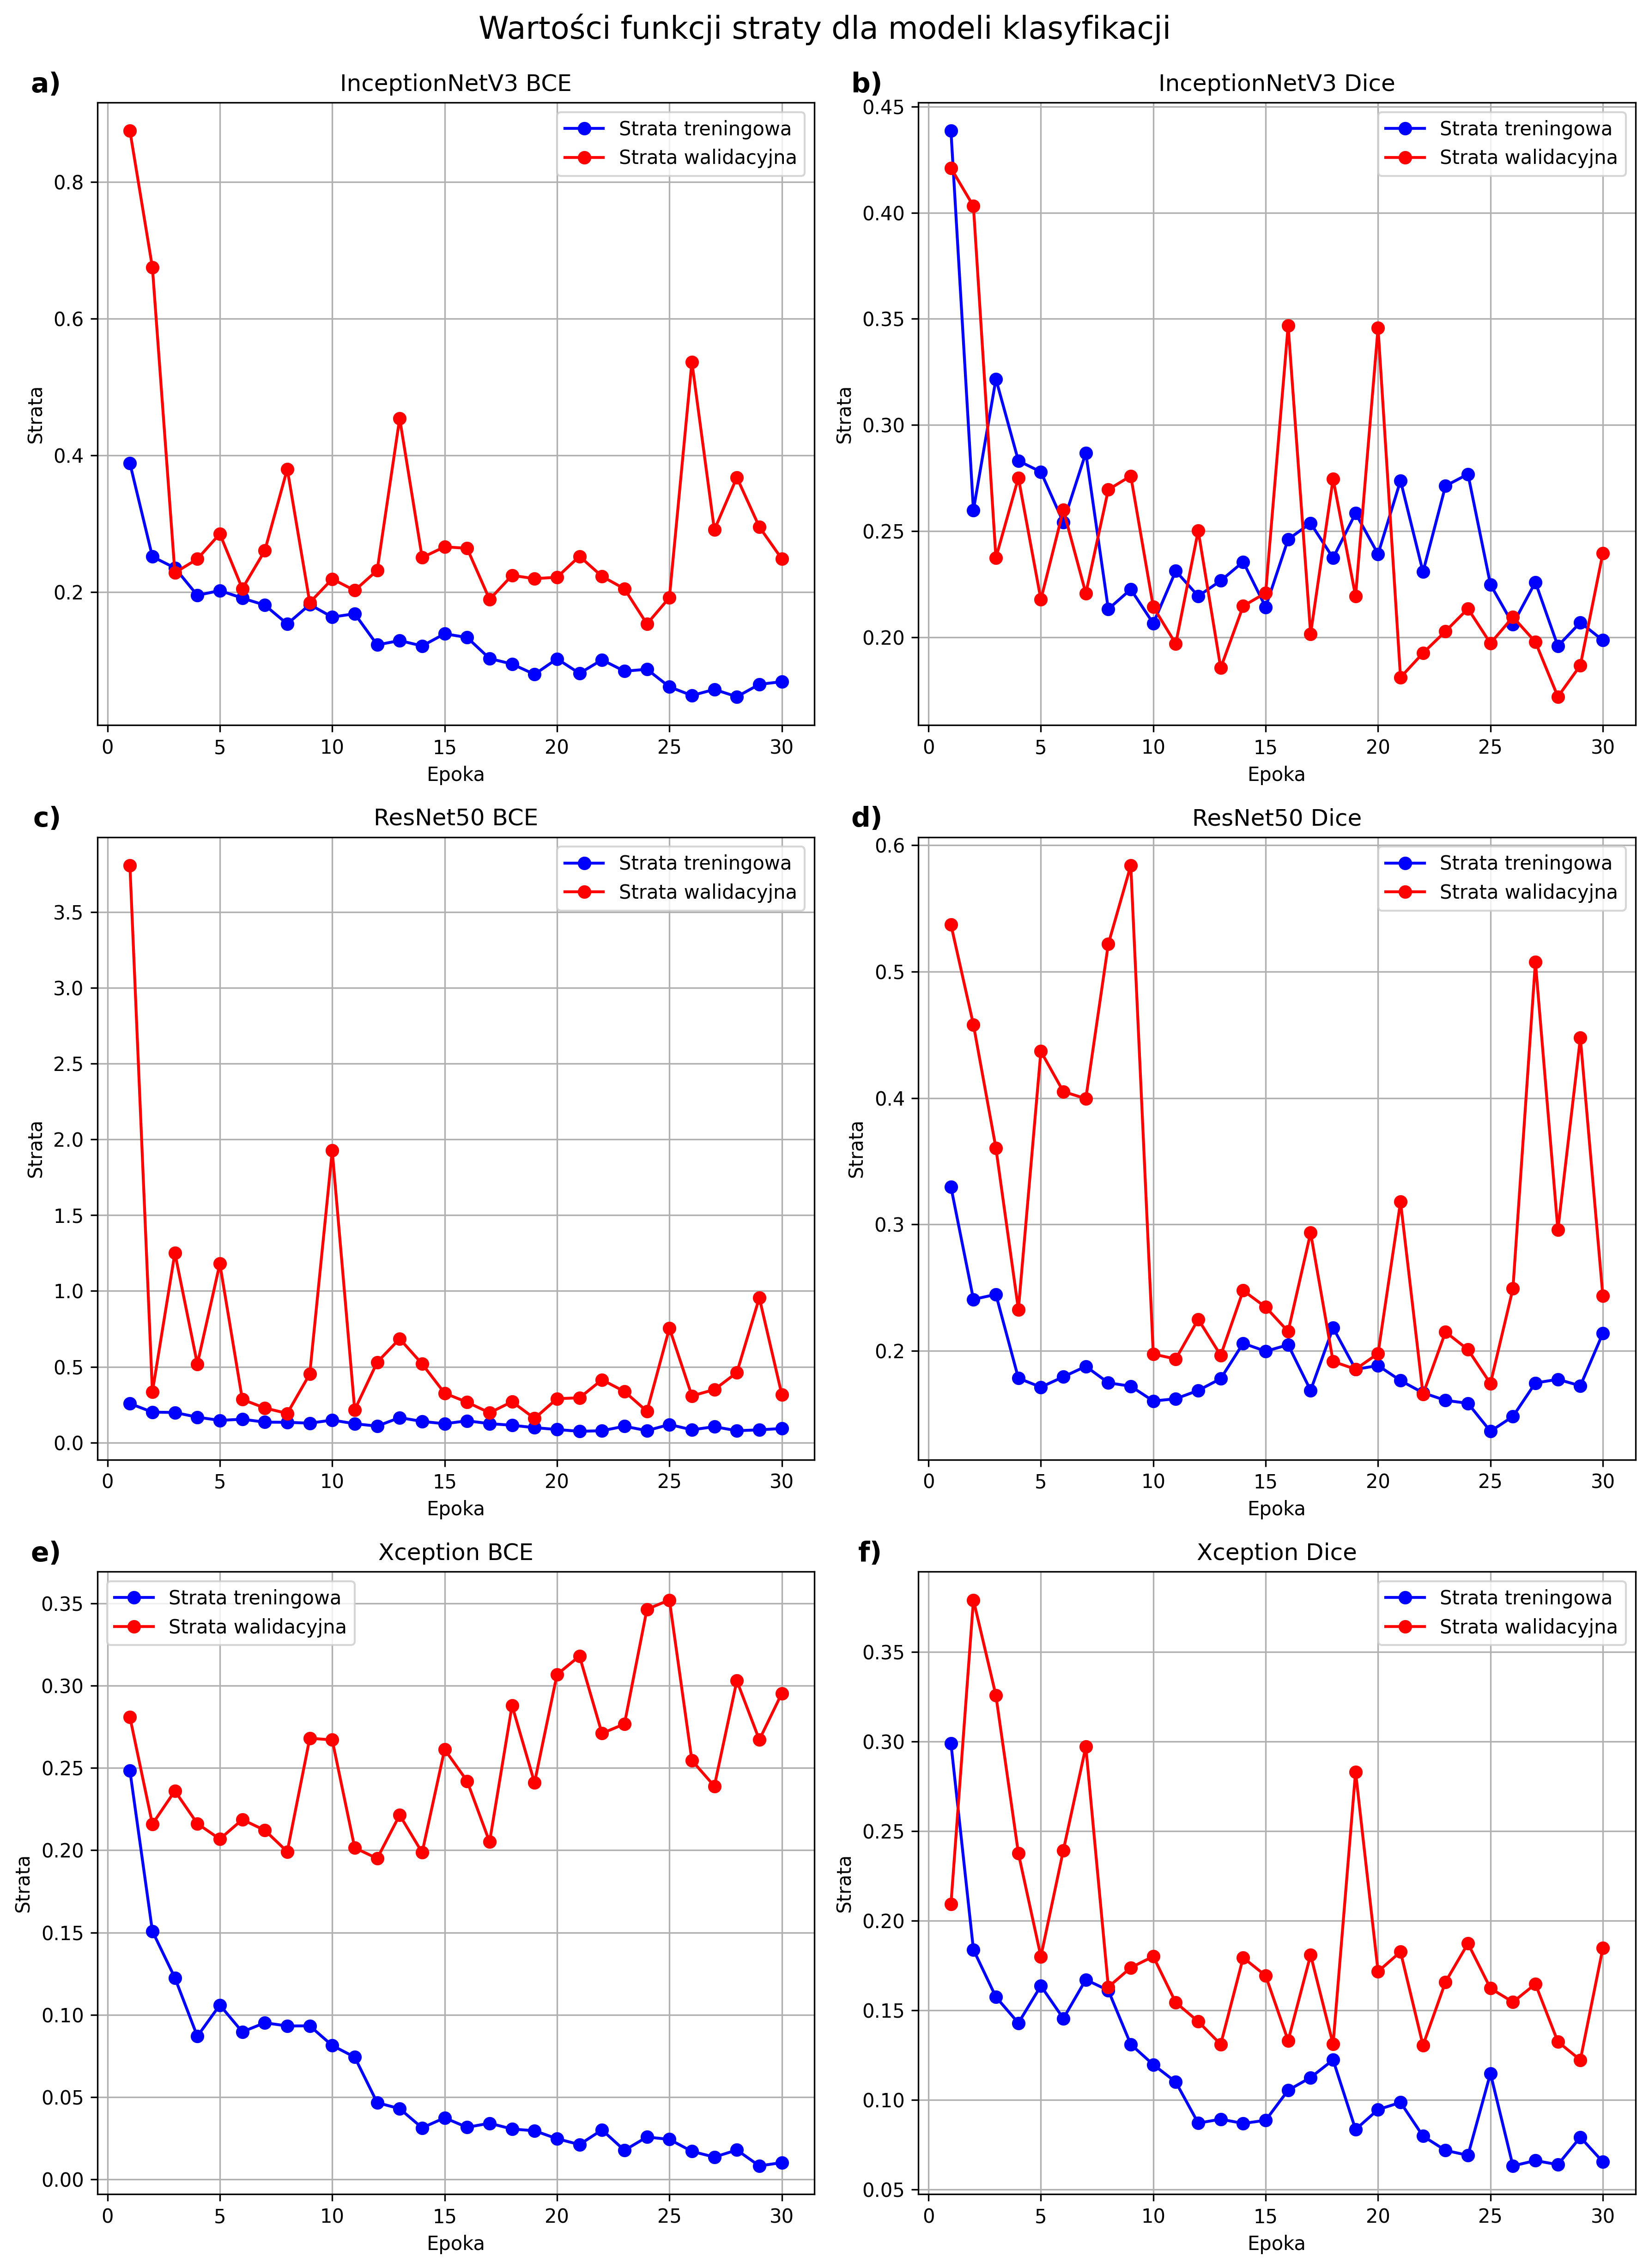 Wartości funkcji straty dla modeli klasyfikacji
a)
InceptionNetV3 BCE
Strata treningowa
Strata walidacyjna
0.8
0.6
0.4
0.2
Strata
0 5 10 15 20 25 30
Epoka
b)
InceptionNetV3 Dice
Strata treningowa
Strata walidacyjna
0.45
0.40
0.35
0.30
0.25
0.20
Strata
0 5 10 15 20 25 30
Epoka
c)
ResNet50 BCE
Strata treningowa
Strata walidacyjna
3.5
3.0
2.5
2.0
1.5
1.0
0.5
0.0
Strata
0 5 10 15 20 25 30
Epoka
d)
ResNet50 Dice
Strata treningowa
Strata walidacyjna
0.6
0.5
0.4
0.3
0.2
Strata
0 5 10 15 20 25 30
Epoka
e)
Xception BCE
Strata treningowa
Strata walidacyjna
0.35
0.30
0.25
0.20
0.15
0.10
0.05
0.00
Strata
0 5 10 15 20 25 30
Epoka
f)
Xception Dice
Strata treningowa
Strata walidacyjna
0.35
0.30
0.25
0.20
0.15
0.10
0.05
Strata
0 5 10 15 20 25 30
Epoka